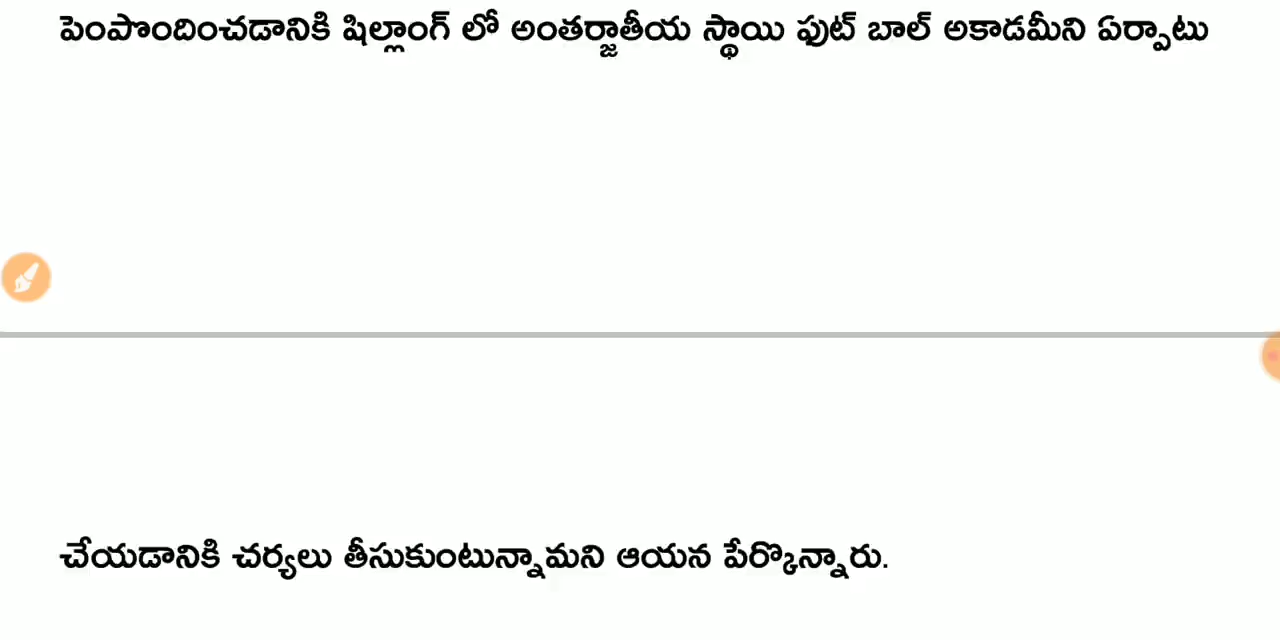 పెంపొందించడానికి షిల్లాంగ్ లో అంతర్జాతీయ స్థాయి ఫుట్ బాల్ అకాడమీని ఏర్పాటు
చేయడానికి చర్యలు తీసుకుంటున్నామని ఆయన పేర్కొన్నారు.